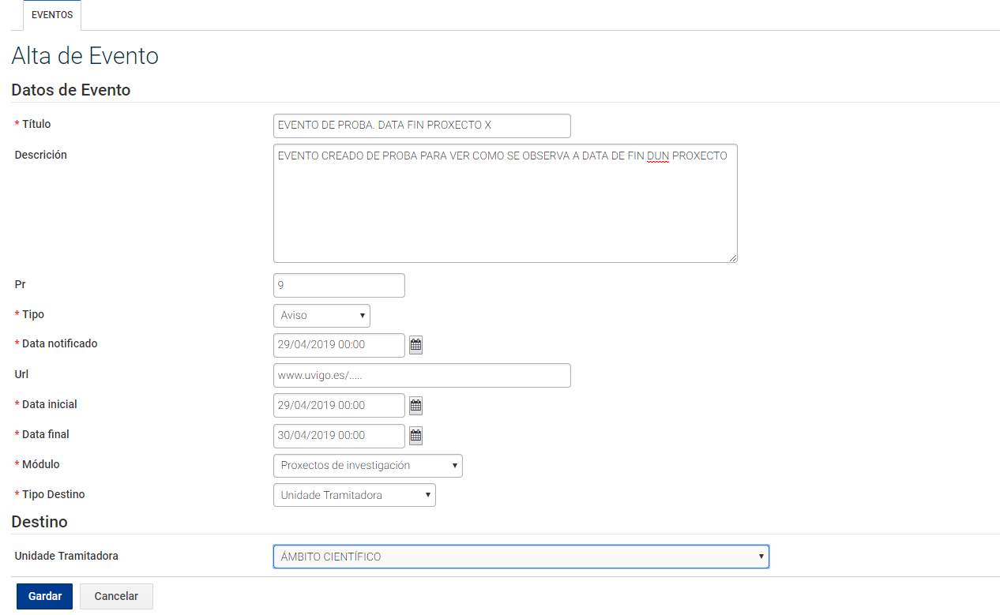 EVENTOS
Alta de Evento
Datos de Evento
* Título EVENTO DE PROBA. DATA FIN PROXECTO X
Descrición EVENTO CREADO DE PROBA PARA VER COMO SE OBSERVA A DATA DE FIN DUN PROXECTO
Pr 9
* Tipo Aviso
* Data notificado 29/04/2019 00:00
Url www.uvigo.es/.....
* Data inicial 29/04/2019 00:00
* Data final 30/04/2019 00:00
* Módulo Proxectos de investigación
* Tipo Destino Unidade Tramitadora
Destino
Unidade Tramitadora ÁMBITO CIENTÍFICO
Gardar Cancelar